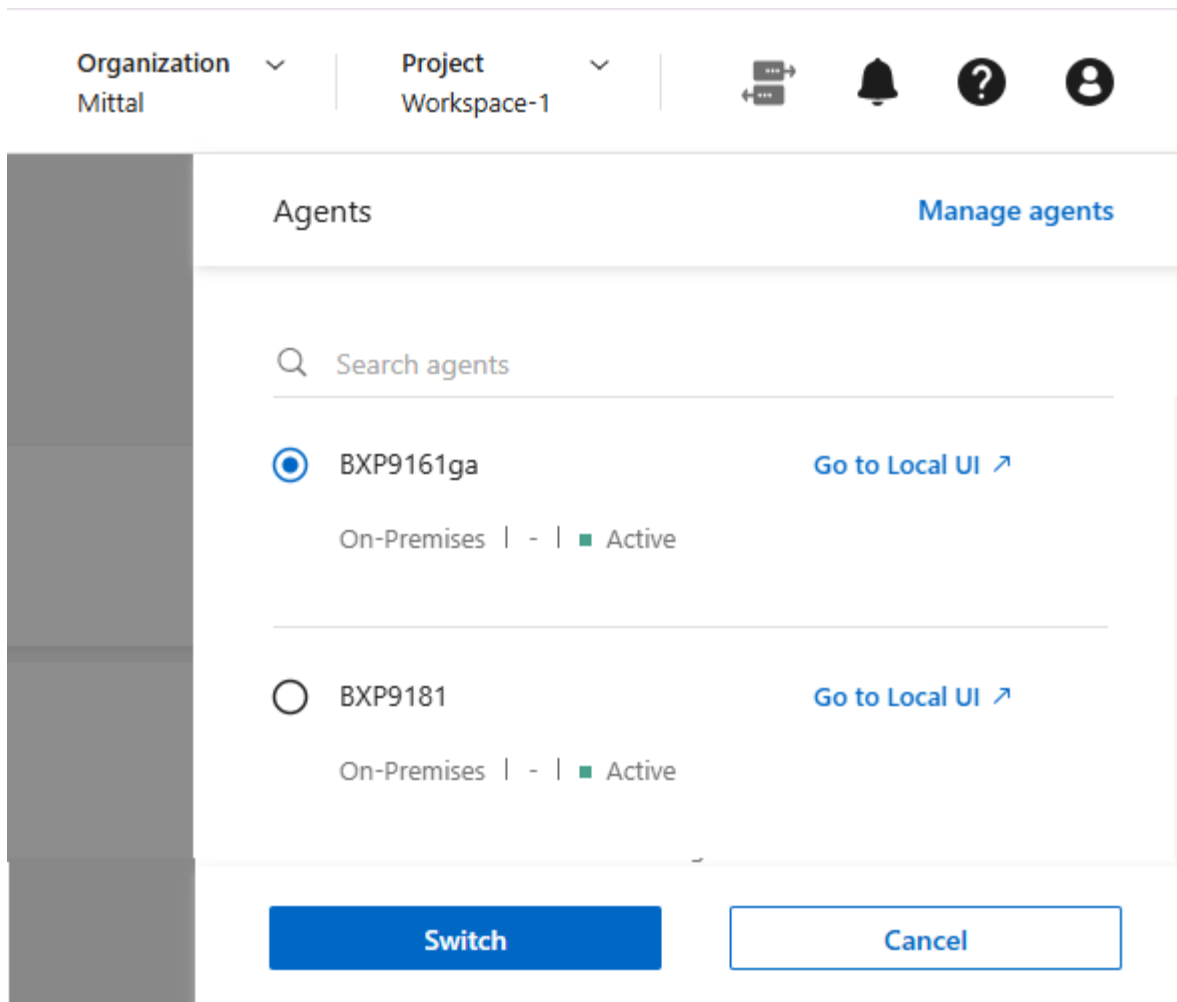 Organization
Mittal
Project
Workspace-1
Agents
Manage agents
Search agents
BXP9161ga
Go to Local UI ↗
On-Premises | - | ■ Active
BXP9181
Go to Local UI ↗
On-Premises | - | ■ Active
Switch
Cancel